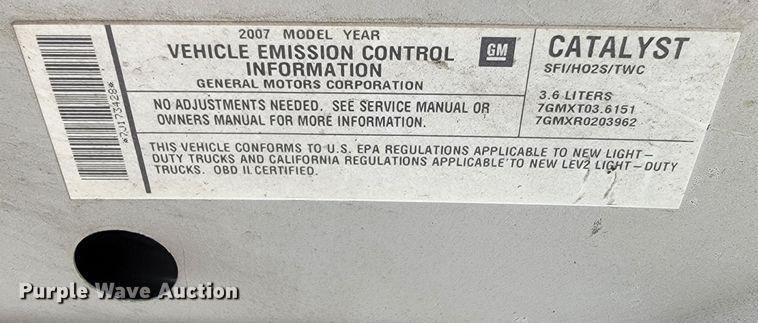 2007 MODEL YEAR
VEHICLE EMISSION CONTROL
INFORMATION
GENERAL MOTORS CORPORATION
GM
CATALYST
SFI/HO2S/TWC
NO ADJUSTMENTS NEEDED. SEE SERVICE MANUAL OR
OWNERS MANUAL FOR MORE INFORMATION.
3.6 LITERS
7GMXT03.6151
7GMXR0203962
THIS VEHICLE CONFORMS TO U.S. EPA REGULATIONS APPLICABLE TO NEW LIGHT-
DUTY TRUCKS AND CALIFORNIA REGULATIONS APPLICABLE TO NEW LEV2 LIGHT-DUTY
TRUCKS. OBD II CERTIFIED.
Purple Wave Auction